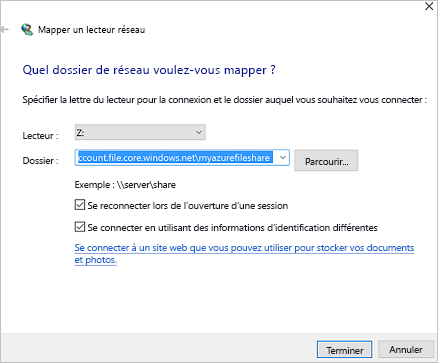 Mapper un lecteur réseau
Quel dossier de réseau voulez-vous mapper ?
Spécifier la lettre du lecteur pour la connexion et le dossier auquel vous souhaitez vous connecter :
Lecteur : Z:
Dossier : ccount.file.core.windows.net\myazurefileshare Parcourir...
Exemple : \\server\share
Se reconnecter lors de l'ouverture d'une session
Se connecter en utilisant des informations d'identification différentes
Se connecter à un site web que vous pouvez utiliser pour stocker vos documents
et photos.
Terminer Annuler